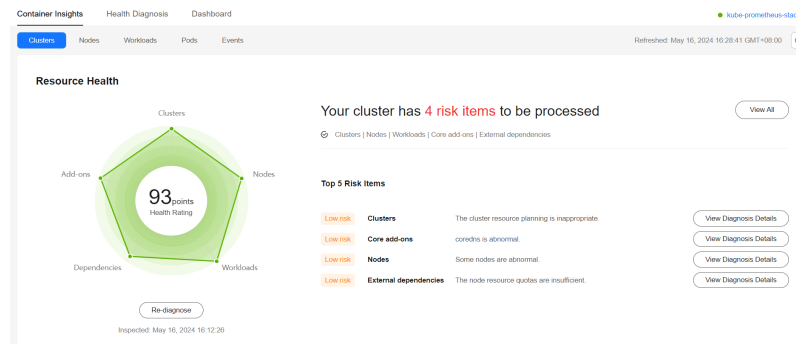 Container Insights Health Diagnosis Dashboard
kube-prometheus-stac
Clusters Nodes Workloads Pods Events
Refreshed: May 16, 2024 16:28:41 GMT+08:00
Resource Health
Clusters
Nodes
Workloads
Dependencies
Add-ons
93 points
Health Rating
Re-diagnose
Inspected: May 16, 2024 16:12:26
Your cluster has 4 risk items to be processed
View All
Clusters | Nodes | Workloads | Core add-ons | External dependencies
Top 5 Risk Items
Low risk Clusters The cluster resource planning is inappropriate. View Diagnosis Details
Low risk Core add-ons coredns is abnormal. View Diagnosis Details
Low risk Nodes Some nodes are abnormal. View Diagnosis Details
Low risk External dependencies The node resource quotas are insufficient. View Diagnosis Details